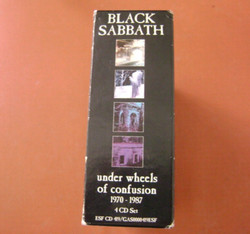 BLACK
SABBATH
under wheels
of confusion
1970 - 1987
4 CD Set